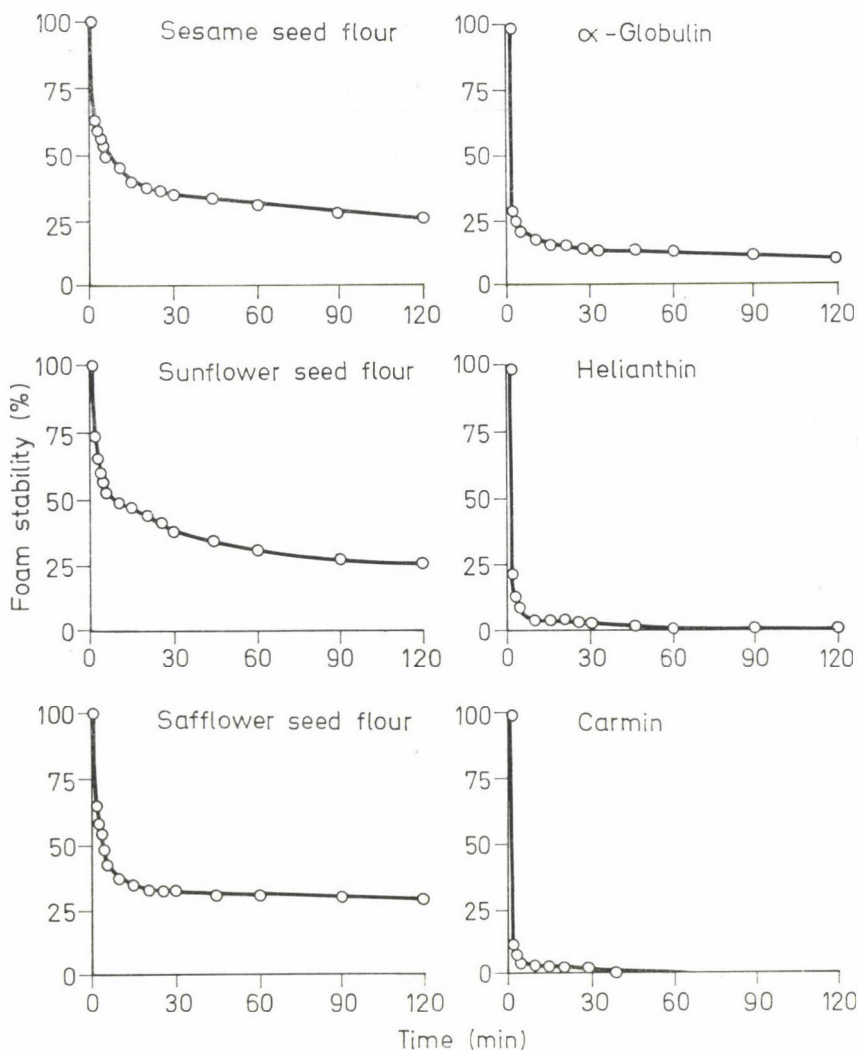 Sesame seed flour
100
75
50
25
0
0 30 60 90 120
α-Globulin
100
75
50
25
0
0 30 60 90 120
Foam stability (%)
Sunflower seed flour
100
75
50
25
0
0 30 60 90 120
Helianthin
100
75
50
25
0
0 30 60 90 120
Safflower seed flour
100
75
50
25
0
0 30 60 90 120
Carmin
100
75
50
25
0
0 30 60 90 120
Time (min)